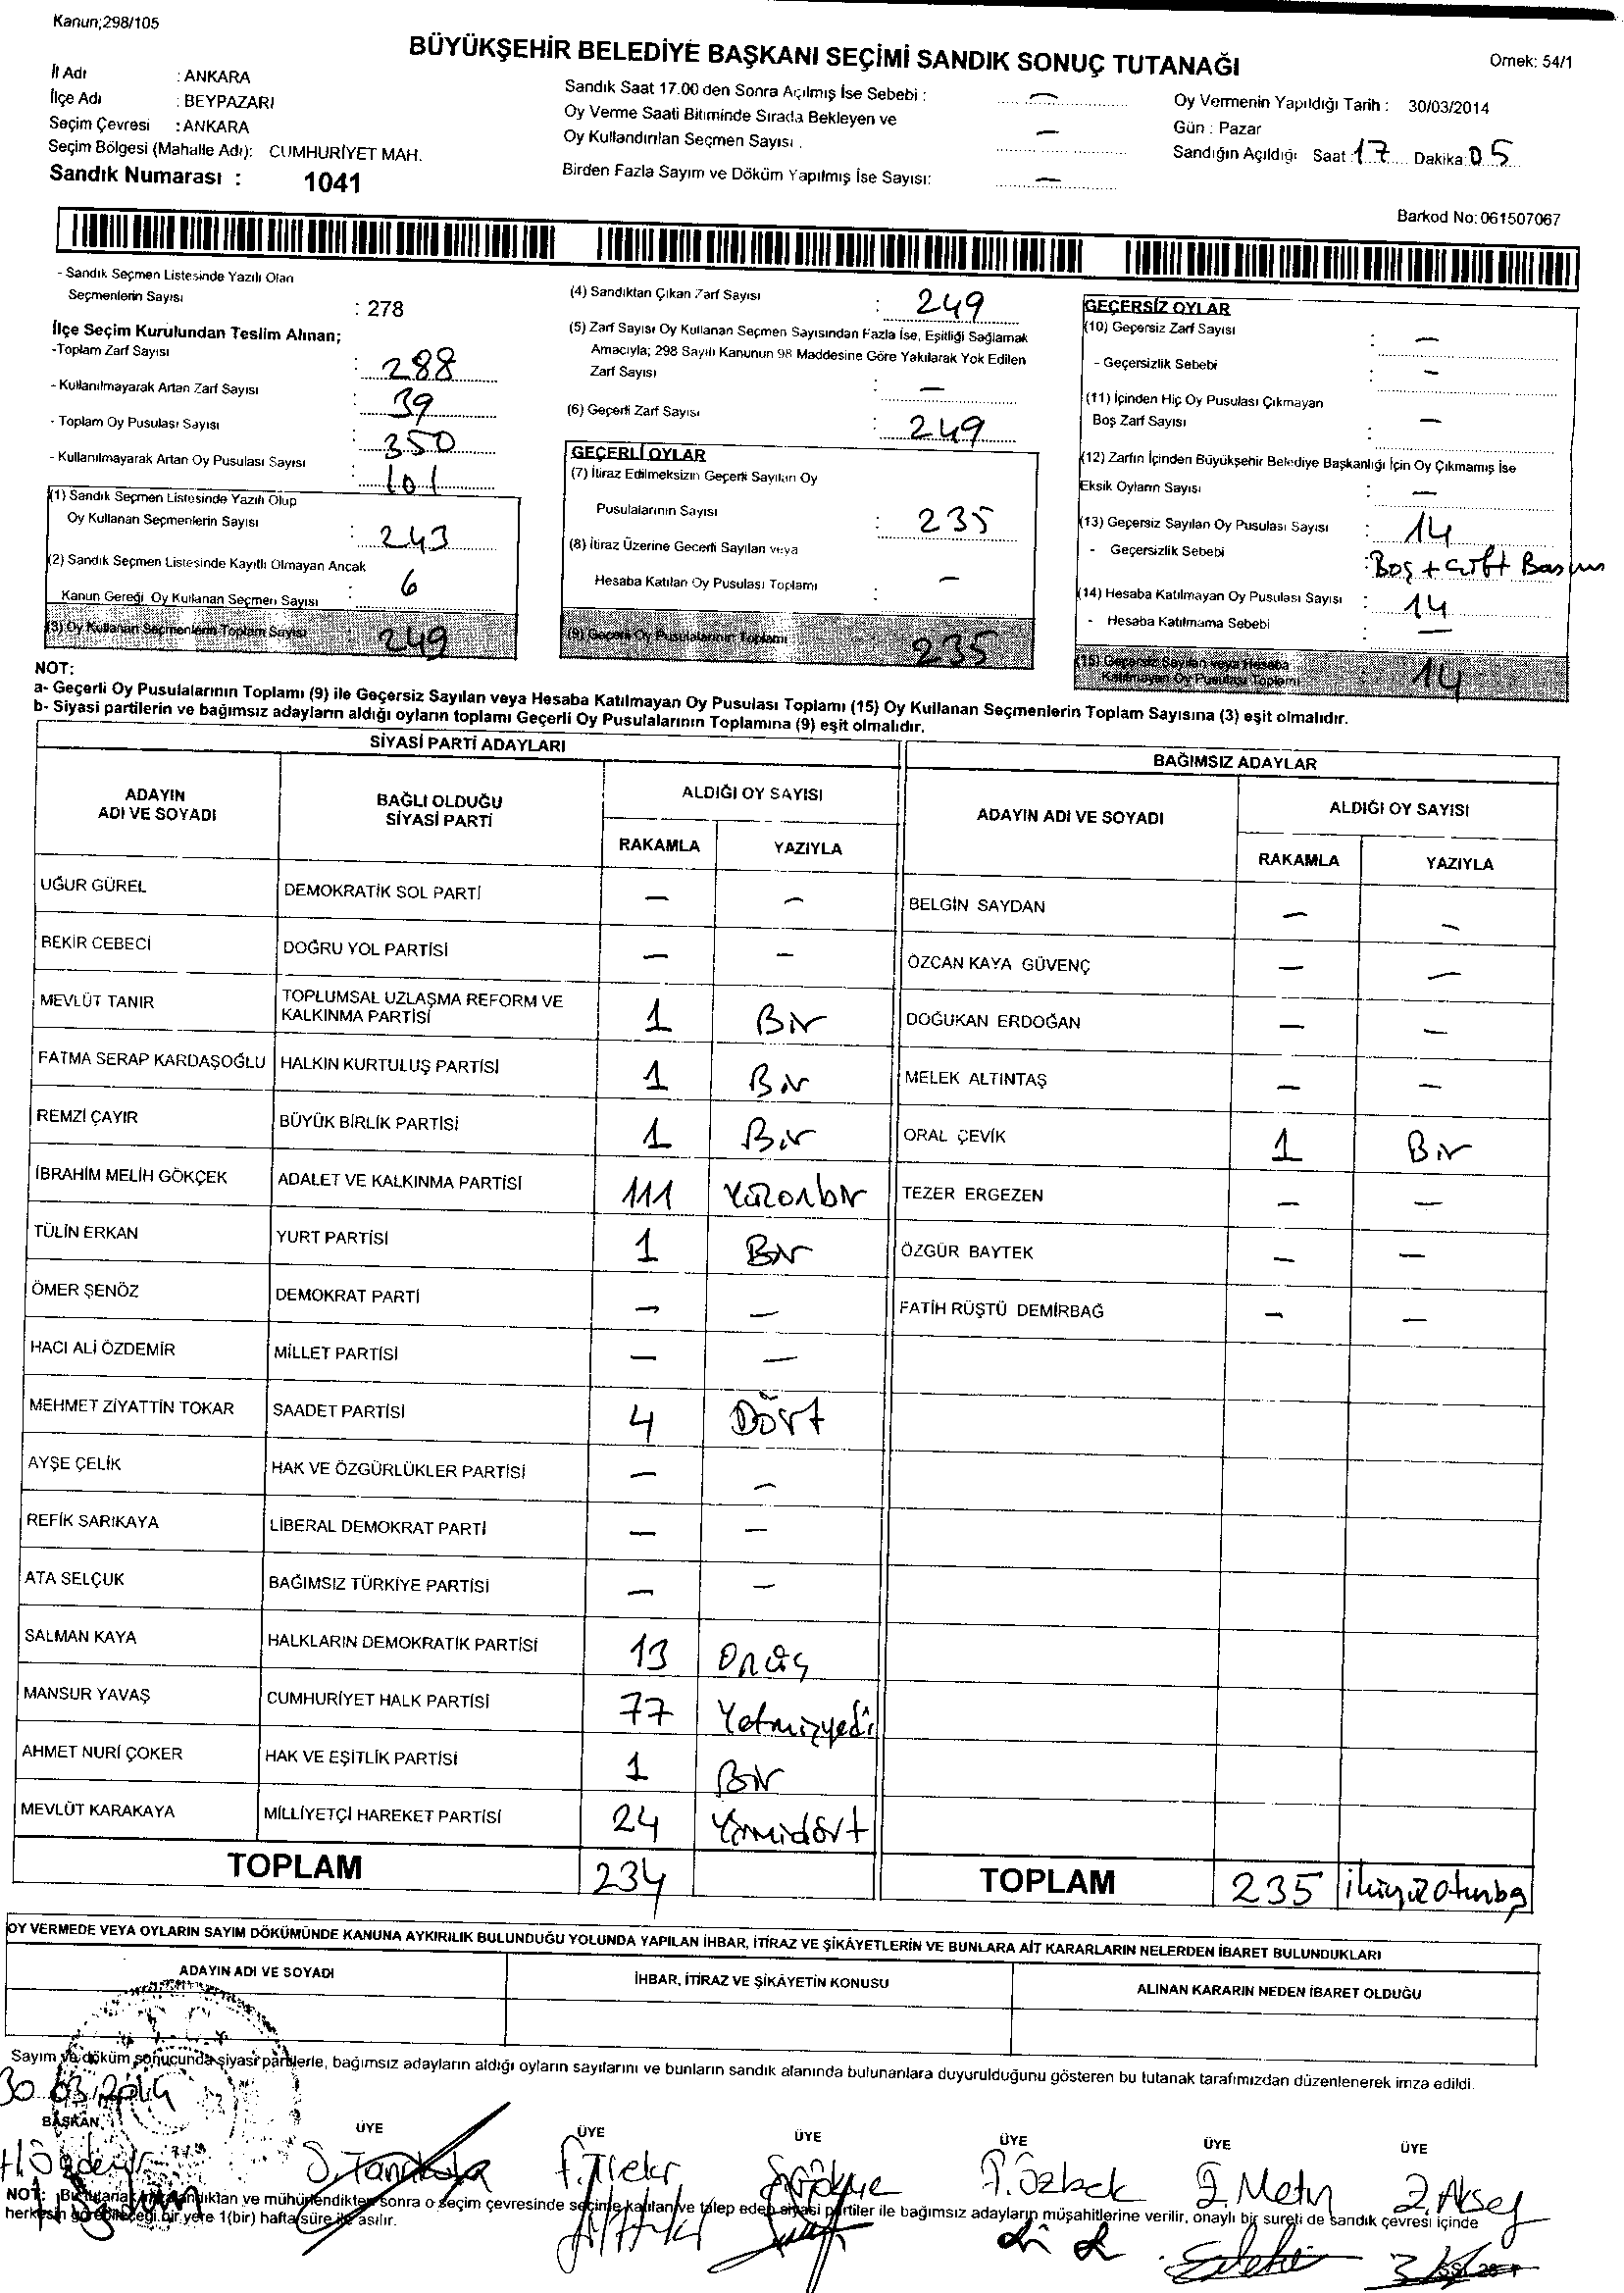 Kanun;298/105
BÜYÜKŞEHİR BELEDİYE BAŞKANI SEÇİMİ SANDIK SONUÇ TUTANAĞI
Örnek: 54/1
İl Adı : ANKARA
İlçe Adı : BEYPAZARI
Seçim Çevresi : ANKARA
Seçim Bölgesi (Mahalle Adı): CUMHURİYET MAH.
Sandık Numarası : 1041
Sandık Saat 17.00 den Sonra Açılmış İse Sebebi : —
Oy Verme Saati Bitiminde Sırada Bekleyen ve
Oy Kullandırılan Seçmen Sayısı : —
Birden Fazla Sayım ve Döküm Yapılmış İse Sayısı: —
Oy Vermenin Yapıldığı Tarih : 30/03/2014
Gün : Pazar
Sandığın Açıldığı Saat 17 Dakika: 05
Barkod No: 061507067
- Sandık Seçmen Listesinde Yazılı Olan
Seçmenlerin Sayısı : 278
İlçe Seçim Kurulundan Teslim Alınan;
-Toplam Zarf Sayısı : 288
- Kullanılmayarak Artan Zarf Sayısı : 39
- Toplam Oy Pusulası Sayısı : 350
- Kullanılmayarak Artan Oy Pusulası Sayısı : 101
(1) Sandık Seçmen Listesinde Yazılı Olup
Oy Kullanan Seçmenlerin Sayısı : 243
(2) Sandık Seçmen Listesinde Kayıtlı Olmayan Ancak
Kanun Gereği Oy Kullanan Seçmen Sayısı : 6
(3) Oy Kullanan Seçmenlerin Toplam Sayısı : 249
(4) Sandıktan Çıkan Zarf Sayısı : 249
(5) Zarf Sayısı Oy Kullanan Seçmen Sayısından Fazla İse, Eşitliği Sağlamak
Amacıyla; 298 Sayılı Kanunun 98 Maddesine Göre Yakılarak Yok Edilen
Zarf Sayısı : —
(6) Geçerli Zarf Sayısı : 249
GEÇERLİ OYLAR
(7) İtiraz Edilmeksizin Geçerli Sayılan Oy
Pusulalarının Sayısı : 235
(8) İtiraz Üzerine Geçerli Sayılan veya
Hesaba Katılan Oy Pusulası Toplamı : —
(9) Geçerli Oy Pusulalarının Toplamı : 235
GEÇERSİZ OYLAR
(10) Geçersiz Zarf Sayısı : —
- Geçersizlik Sebebi : —
(11) İçinden Hiç Oy Pusulası Çıkmayan
Boş Zarf Sayısı : —
(12) Zarfın İçinden Büyükşehir Belediye Başkanlığı İçin Oy Çıkmamış İse
Eksik Oyların Sayısı : —
(13) Geçersiz Sayılan Oy Pusulası Sayısı : 14
- Geçersizlik Sebebi : Boş + Çift Basım
(14) Hesaba Katılmayan Oy Pusulası Sayısı : 14
- Hesaba Katılmama Sebebi : —
(15) Geçersiz Sayılan veya Hesaba
Katılmayan Oy Pusulası Toplamı : 14
NOT:
a- Geçerli Oy Pusulalarının Toplamı (9) ile Geçersiz Sayılan veya Hesaba Katılmayan Oy Pusulası Toplamı (15) Oy Kullanan Seçmenlerin Toplam Sayısına (3) eşit olmalıdır.
b- Siyasi partilerin ve bağımsız adayların aldığı oyların toplamı Geçerli Oy Pusulalarının Toplamına (9) eşit olmalıdır.
SİYASİ PARTİ ADAYLARI
ADAYIN ADI VE SOYADI BAĞLI OLDUĞU SİYASİ PARTİ ALDIĞI OY SAYISI
RAKAMLA YAZIYLA
UĞUR GÜREL DEMOKRATİK SOL PARTİ — —
BEKİR CEBECİ DOĞRU YOL PARTİSİ — —
MEVLÜT TANIR TOPLUMSAL UZLAŞMA REFORM VE KALKINMA PARTİSİ 1 Bir
FATMA SERAP KARDAŞOĞLU HALKIN KURTULUŞ PARTİSİ 1 Bir
REMZİ ÇAYIR BÜYÜK BİRLİK PARTİSİ 1 Bir
İBRAHİM MELİH GÖKÇEK ADALET VE KALKINMA PARTİSİ 111 Yüzonbir
TÜLİN ERKAN YURT PARTİSİ 1 Bir
ÖMER ŞENÖZ DEMOKRAT PARTİ — —
HACI ALİ ÖZDEMİR MİLLET PARTİSİ — —
MEHMET ZİYATTİN TOKAR SAADET PARTİSİ 4 Dört
AYŞE ÇELİK HAK VE ÖZGÜRLÜKLER PARTİSİ — —
REFİK SARIKAYA LİBERAL DEMOKRAT PARTİ — —
ATA SELÇUK BAĞIMSIZ TÜRKİYE PARTİSİ — —
SALMAN KAYA HALKLARIN DEMOKRATİK PARTİSİ 13 Onüç
MANSUR YAVAŞ CUMHURİYET HALK PARTİSİ 77 Yetmişyedi
AHMET NURİ ÇOKER HAK VE EŞİTLİK PARTİSİ 1 Bir
MEVLÜT KARAKAYA MİLLİYETÇİ HAREKET PARTİSİ 24 Yirmidört
TOPLAM 234
BAĞIMSIZ ADAYLAR
ADAYIN ADI VE SOYADI ALDIĞI OY SAYISI
RAKAMLA YAZIYLA
BELGİN SAYDAN — —
ÖZCAN KAYA GÜVENÇ — —
DOĞUKAN ERDOĞAN — —
MELEK ALTINTAŞ — —
ORAL ÇEVİK 1 Bir
TEZER ERGEZEN — —
ÖZGÜR BAYTEK — —
FATİH RÜŞTÜ DEMİRBAĞ — —
TOPLAM 235 ikiyüzotuzbeş
OY VERMEDE VEYA OYLARIN SAYIM DÖKÜMÜNDE KANUNA AYKIRILIK BULUNDUĞU YOLUNDA YAPILAN İHBAR, İTİRAZ VE ŞİKÂYETLERİN VE BUNLARA AİT KARARLARIN NELERDEN İBARET BULUNDUKLARI
ADAYIN ADI VE SOYADI İHBAR, İTİRAZ VE ŞİKÂYETİN KONUSU ALINAN KARARIN NEDEN İBARET OLDUĞU
Sayım ve döküm sonucunda siyasi partilerle, bağımsız adayların aldığı oyların sayılarını ve bunların sandık alanında bulunanlara duyurulduğunu gösteren bu tutanak tarafımızdan düzenlenerek imza edildi.
30.03.2014
BAŞKAN ÜYE ÜYE ÜYE ÜYE ÜYE ÜYE
P.Özbek Metin
NOT: Bu tutanak imzalandıktan ve mühürlendikten sonra o seçim çevresinde seçime katılan ve talep eden siyasi partiler ile bağımsız adayların müşahitlerine verilir, onaylı bir sureti de sandık çevresi içinde
herkesin görebileceği bir yere 1(bir) hafta süre ile asılır.